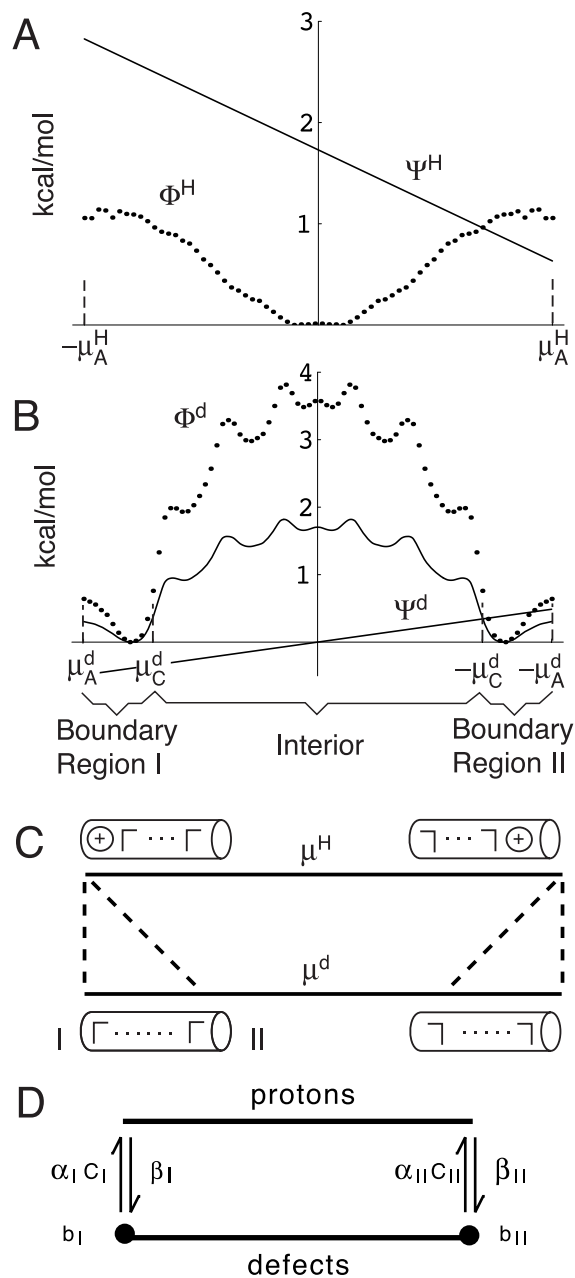 A
kcal/mol
3
2
1
Φ^H
Ψ^H
−μ_A^H
μ_A^H
B
kcal/mol
4
3
2
1
Φ^d
Ψ^d
μ_A^d
μ_C^d
−μ_C^d
−μ_A^d
Boundary
Region I
Interior
Boundary
Region II
C
+ ···
μ^H
··· +
μ^d
I
······
II
·····
D
protons
α_I C_I
β_I
α_II C_II
β_II
b_I
b_II
defects